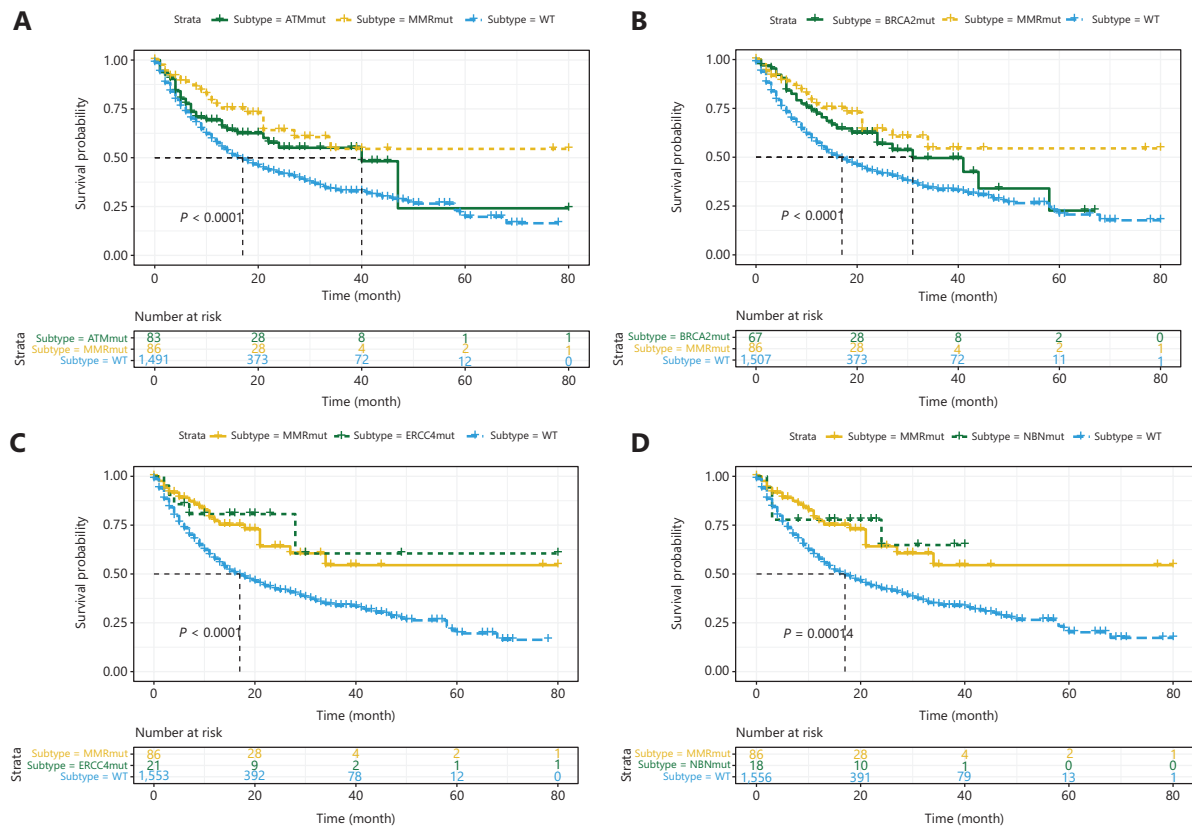 A
Strata Subtype = ATMmut Subtype = MMRmut Subtype = WT
Survival probability
1.00
0.75
0.50
0.25
0.00
P < 0.0001
0 20 40 60 80
Time (month)
Number at risk
Strata
Subtype = ATMmut 83 28 8 1 1
Subtype = MMRmut 86 28 4 2 1
Subtype = WT 1,491 373 72 12 0
0 20 40 60 80
Time (month)
B
Strata Subtype = BRCA2mut Subtype = MMRmut Subtype = WT
Survival probability
1.00
0.75
0.50
0.25
0.00
P < 0.0001
0 20 40 60 80
Time (month)
Number at risk
Strata
Subtype = BRCA2mut 67 28 8 2 0
Subtype = MMRmut 86 28 4 2 1
Subtype = WT 1,507 373 72 11 1
0 20 40 60 80
Time (month)
C
Strata Subtype = MMRmut Subtype = ERCC4mut Subtype = WT
Survival probability
1.00
0.75
0.50
0.25
0.00
P < 0.0001
0 20 40 60 80
Time (month)
Number at risk
Strata
Subtype = MMRmut 86 28 4 2 1
Subtype = ERCC4mut 21 9 2 1 1
Subtype = WT 1,553 392 78 12 0
0 20 40 60 80
Time (month)
D
Strata Subtype = MMRmut Subtype = NBNmut Subtype = WT
Survival probability
1.00
0.75
0.50
0.25
0.00
P = 0.00014
0 20 40 60 80
Time (month)
Number at risk
Strata
Subtype = MMRmut 86 28 4 2 1
Subtype = NBNmut 18 10 1 0 0
Subtype = WT 1,556 391 79 13 1
0 20 40 60 80
Time (month)